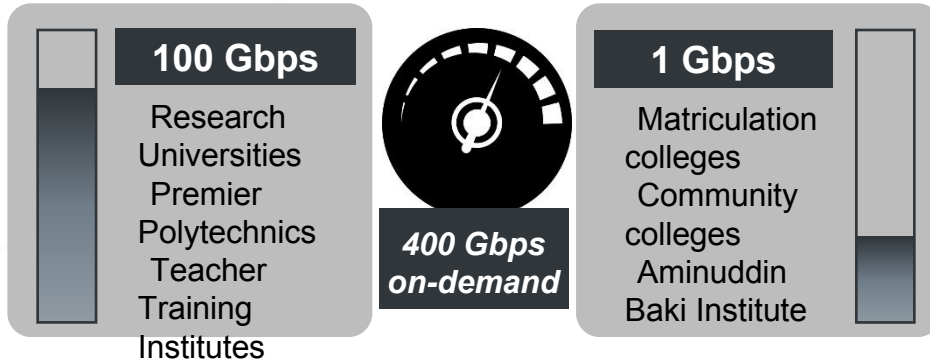 100 Gbps
Research
Universities
Premier
Polytechnics
Teacher
Training
Institutes
400 Gbps
on-demand
1 Gbps
Matriculation
colleges
Community
colleges
Aminuddin
Baki Institute